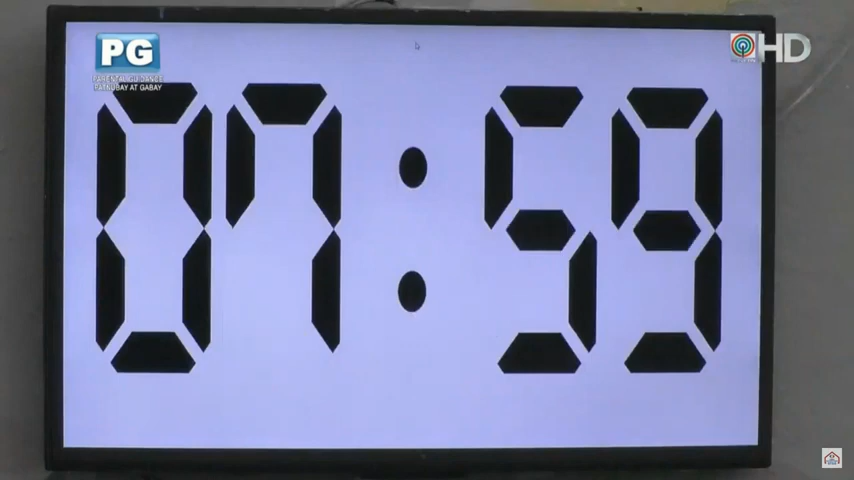 PG
PARENTAL GUIDANCE
PATNUBAY AT GABAY
HD
07:59